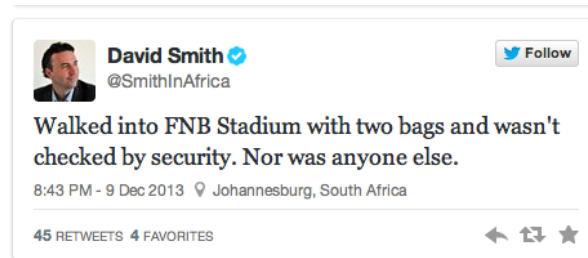 David Smith
Follow
@SmithInAfrica
Walked into FNB Stadium with two bags and wasn't
checked by security. Nor was anyone else.
8:43 PM - 9 Dec 2013 Johannesburg, South Africa
45 RETWEETS 4 FAVORITES